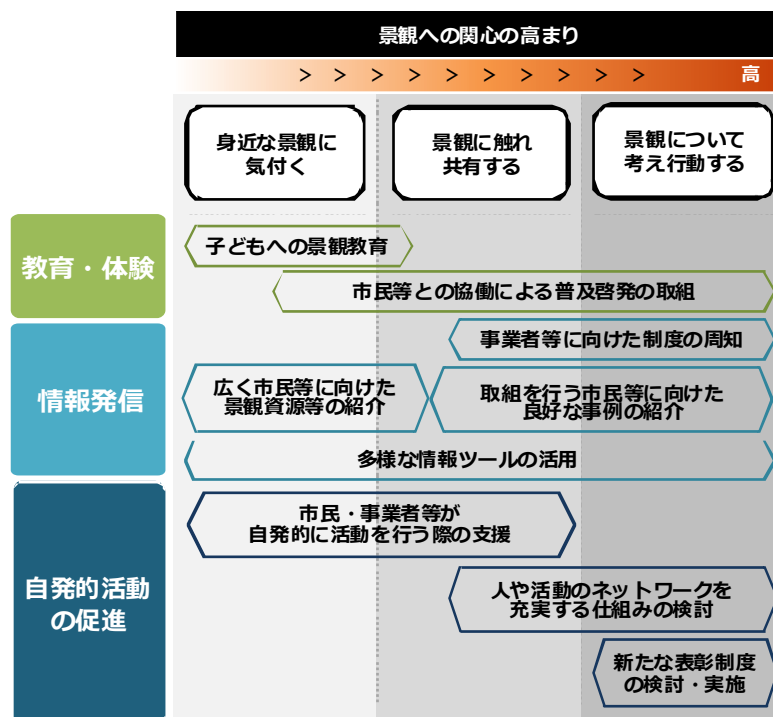 景観への関心の高まり
> > > > > > > > > > 高
身近な景観に
気付く
景観に触れ
共有する
景観について
考え行動する
教育・体験
子どもへの景観教育
市民等との協働による普及啓発の取組
情報発信
事業者等に向けた制度の周知
広く市民等に向けた
景観資源等の紹介
取組を行う市民等に向けた
良好な事例の紹介
多様な情報ツールの活用
自発的活動
の促進
市民・事業者等が
自発的に活動を行う際の支援
人や活動のネットワークを
充実する仕組みの検討
新たな表彰制度
の検討・実施